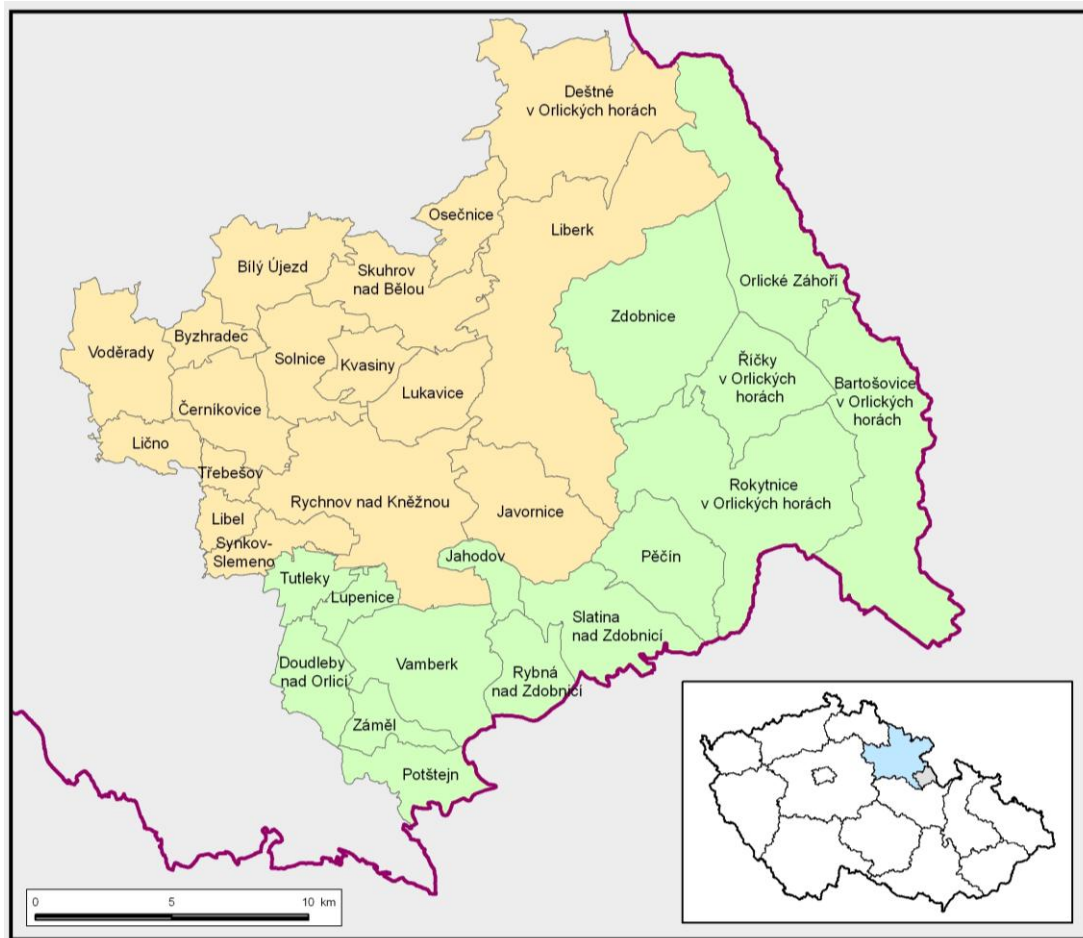 Deštné
v Orlických horách
Osečnice
Liberk
Bílý Újezd
Skuhrov
nad Bělou
Orlické Záhoří
Zdobnice
Byzhradec
Voděrady
Solnice
Kvasiny
Říčky
v Orlických
horách
Bartošovice
v Orlických
horách
Lukavice
Černíkovice
Lično
Třebešov
Rokytnice
v Orlických horách
Rychnov nad Kněžnou
Javornice
Libel
Synkov-
Slemeno
Jahodov
Pěčín
Tutleky
Lupenice
Slatina
nad Zdobnicí
Doudleby
nad Orlicí
Vamberk
Rybná
nad Zdobnicí
Záměl
Potštejn
0 5 10 km